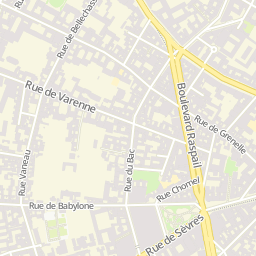 Rue de Bellechasse
Rue de Varenne
Boulevard Raspail
Rue de Grenelle
Rue Vaneau
Rue du Bac
Rue Chomel
Rue de Babylone
Rue de Sèvres